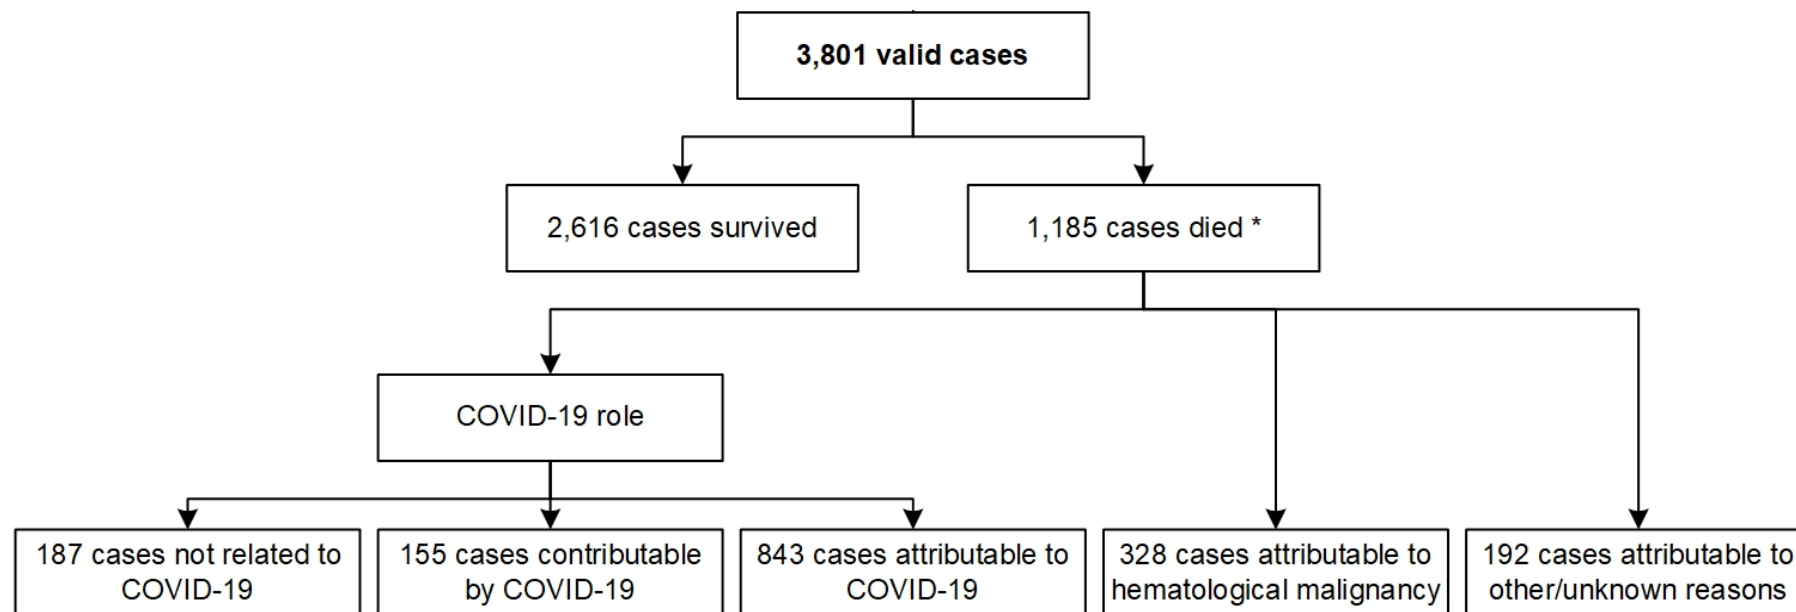 3,801 valid cases
2,616 cases survived
1,185 cases died *
COVID-19 role
187 cases not related to
COVID-19
155 cases contributable
by COVID-19
843 cases attributable to
COVID-19
328 cases attributable to
hematological malignancy
192 cases attributable to
other/unknown reasons